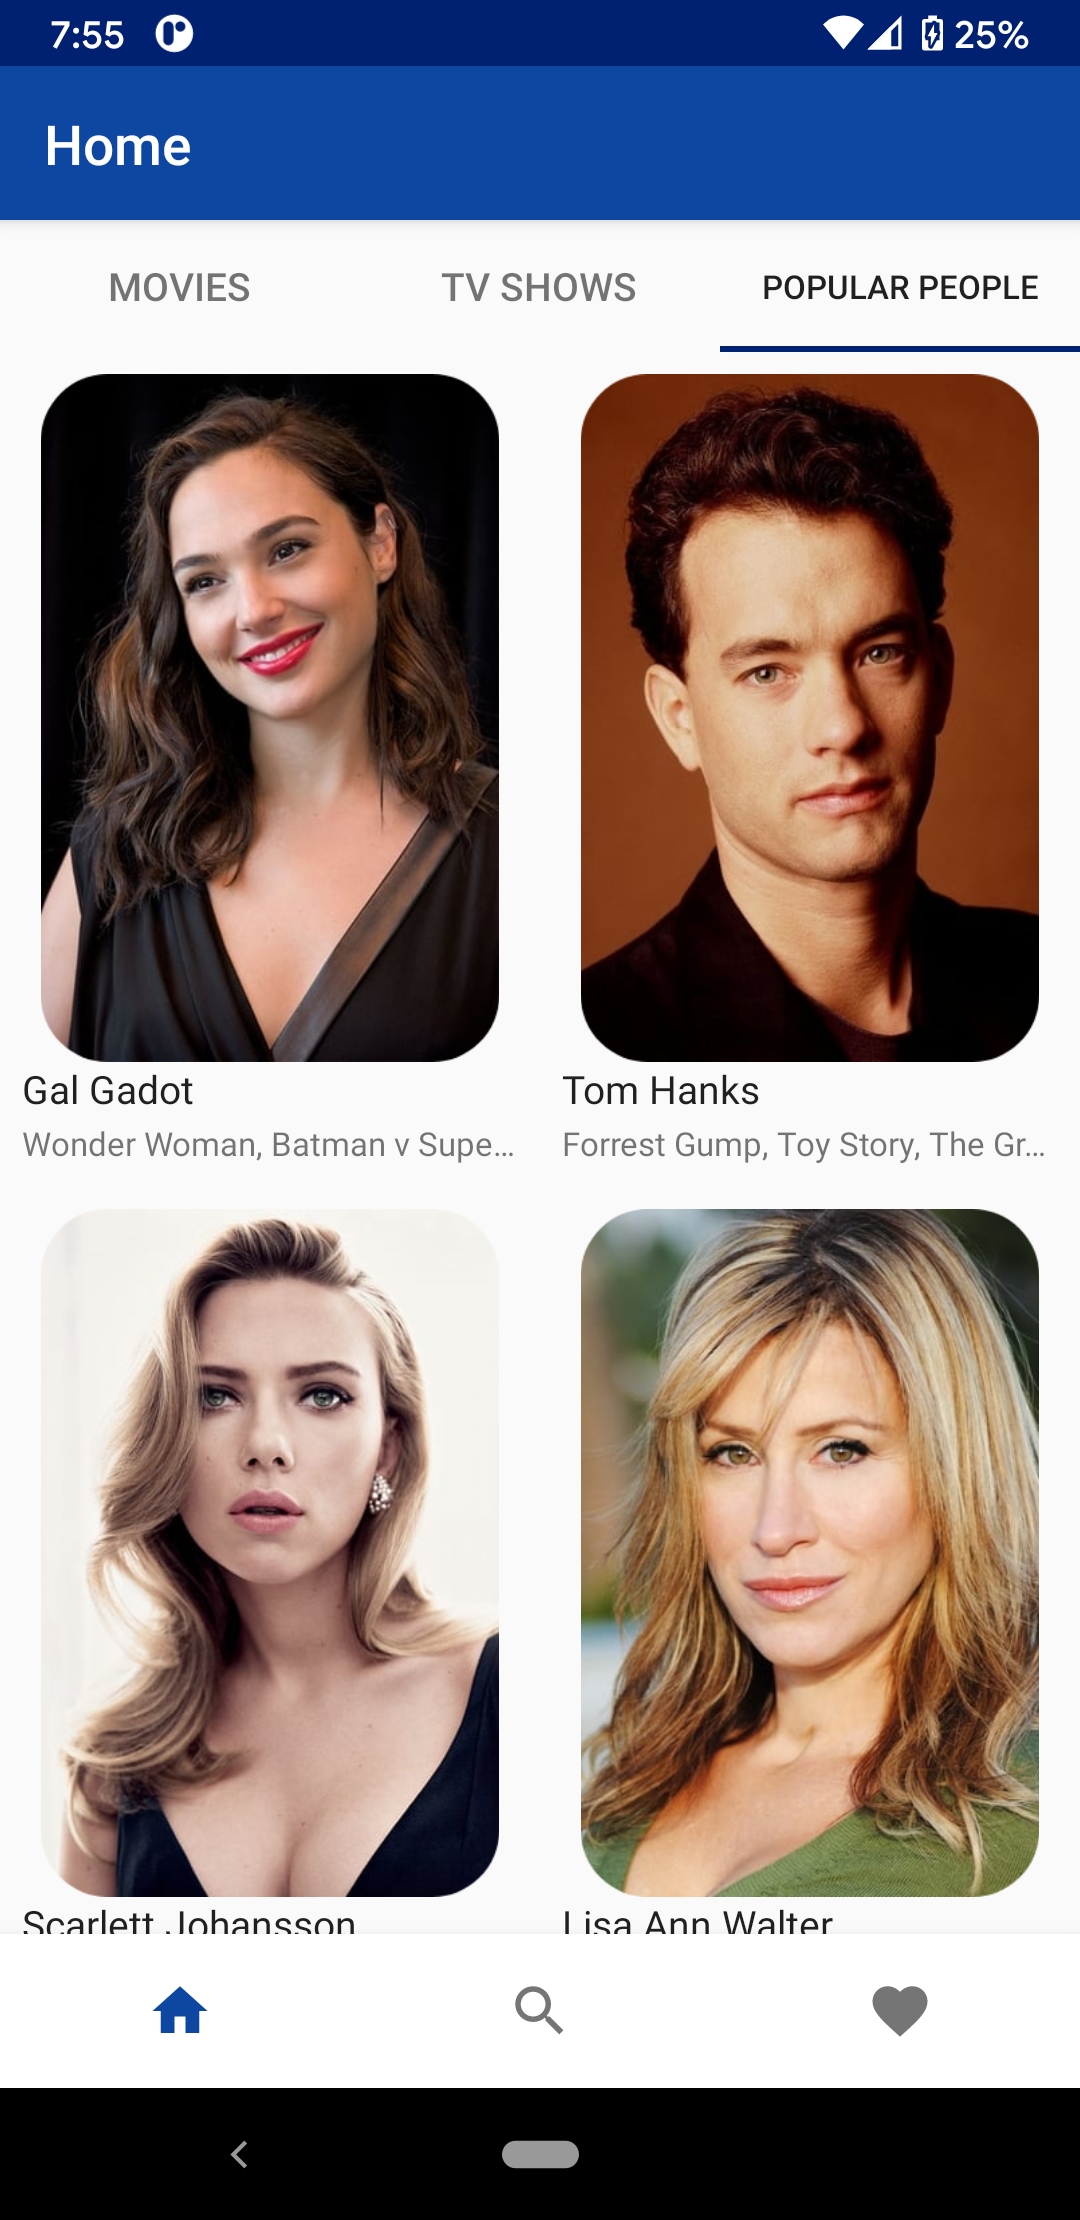 7:55
25%
Home
MOVIES
TV SHOWS
POPULAR PEOPLE
Gal Gadot
Tom Hanks
Wonder Woman, Batman v Supe...
Forrest Gump, Toy Story, The Gr...
Scarlett Johansson
Lisa Ann Walter